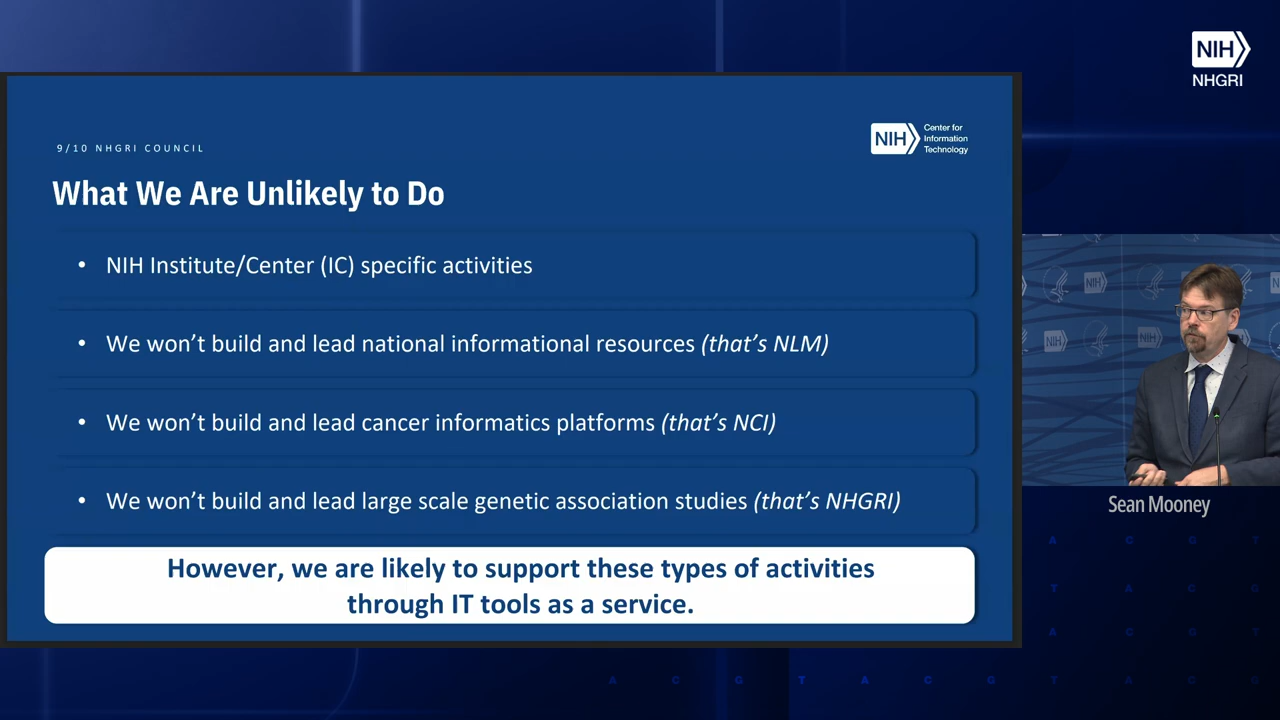 NIH
NHGRI
9/10 NHGRI COUNCIL
NIH
Center for
Information
Technology
What We Are Unlikely to Do
• NIH Institute/Center (IC) specific activities
• We won’t build and lead national informational resources (that’s NLM)
• We won’t build and lead cancer informatics platforms (that’s NCI)
• We won’t build and lead large scale genetic association studies (that’s NHGRI)
However, we are likely to support these types of activities
through IT tools as a service.
NIH
NIH
NIH
Sean Mooney
A C G T
T A C G
A C G T
A C G T A C G T A C G